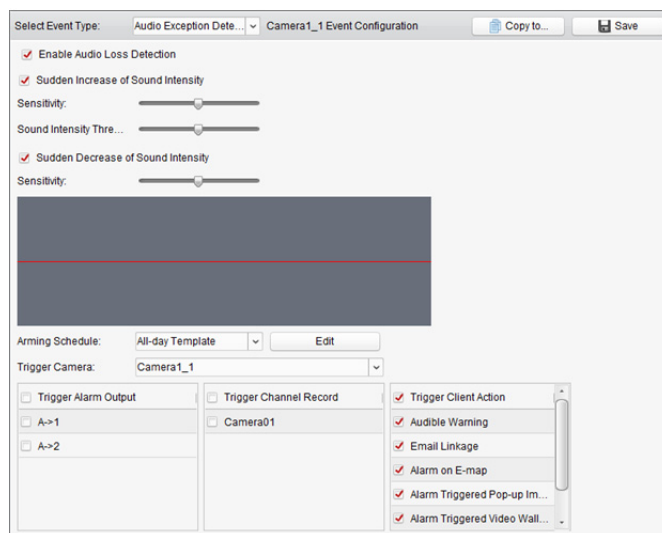 Select Event Type: Audio Exception Dete... Camera1_1 Event Configuration Copy to... Save
Enable Audio Loss Detection
Sudden Increase of Sound Intensity
Sensitivity:
Sound Intensity Thre...
Sudden Decrease of Sound Intensity
Sensitivity:
Arming Schedule: All-day Template Edit
Trigger Camera: Camera1_1
Trigger Alarm Output Trigger Channel Record Trigger Client Action
A->1 Camera01 Audible Warning
A->2 Email Linkage
Alarm on E-map
Alarm Triggered Pop-up Im...
Alarm Triggered Video Wall...